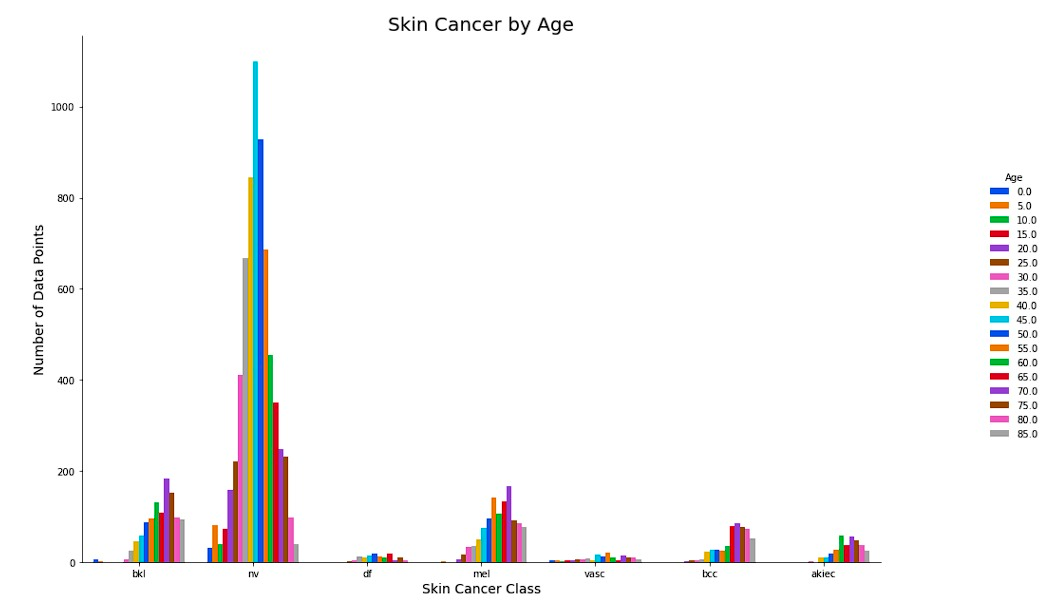 Skin Cancer by Age
Number of Data Points
1000
800
600
400
200
0
bkl
nv
df
mel
vasc
bcc
akiec
Skin Cancer Class
Age
0.0
5.0
10.0
15.0
20.0
25.0
30.0
35.0
40.0
45.0
50.0
55.0
60.0
65.0
70.0
75.0
80.0
85.0